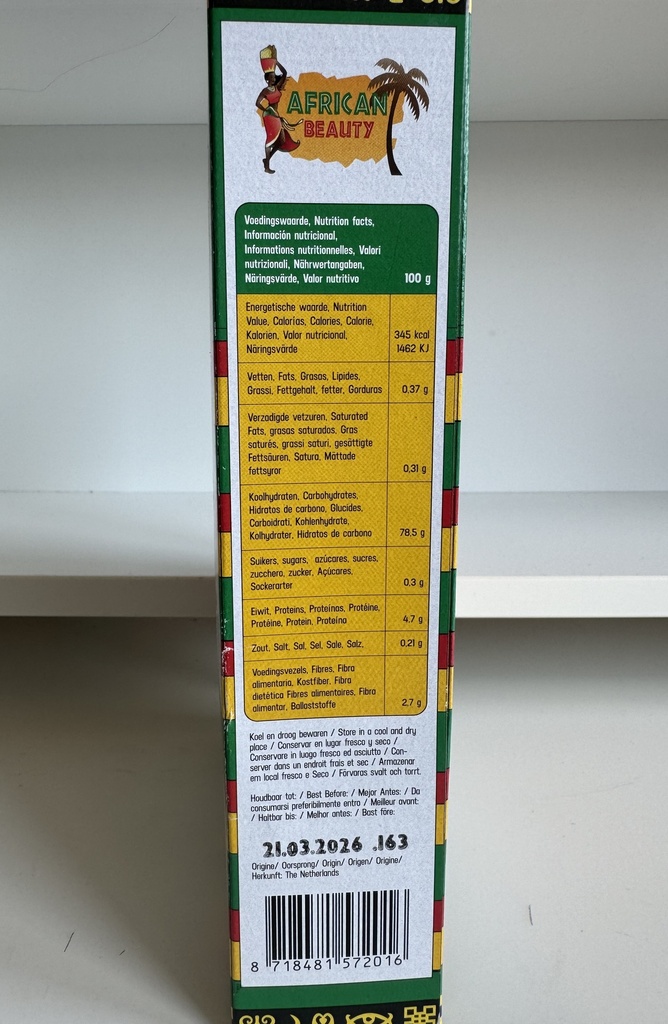 AFRICAN
BEAUTY
Voedingswaarde, Nutrition facts,
Información nutricional,
Informations nutritionnelles, Valori
nutrizionali, Nährwertangaben,
Näringsvärde, Valor nutritivo 100 g
Energetische waarde, Nutrition
Value, Calorías, Calories, Calorie,
Kalorien, Valor nutricional,
Näringsvärde
345 kcal
1462 KJ
Vetten, Fats, Grasas, Lipides,
Grassi, Fettgehalt, fetter, Gorduras 0,37 g
Verzadigde vetzuren, Saturated
Fats, grasas saturados, Gras
saturés, grassi saturi, gesättigte
Fettsäuren, Satura, Mättade
fettsyror 0,31 g
Koolhydraten, Carbohydrates,
Hidratos de carbono, Glucides,
Carboidrati, Kohlenhydrate,
Kolhydrater, Hidratos de carbono 78.5 g
Suikers, sugars, azúcares, sucres,
zucchero, zucker, Açúcares,
Sockerarter 0.3 g
Eiwit, Proteins, Proteínas, Protéine,
Protéine, Protein, Proteína 4.7 g
Zout, Salt, Sal, Sel, Sale, Salz, 0.21 g
Voedingsvezels, Fibres, Fibra
alimentaria, Kostfiber, Fibra
dietética Fibres alimentaires, Fibra
alimentar, Ballaststoffe 2.7 g
Koel en droog bewaren / Store in a cool and dry
place / Conservar en lugar fresco y seco /
Conservare in luogo fresco ed asciutto / Con-
server dans un endroit frais et sec / Armazenar
em local fresco e Seco / Förvaras svalt och torrt.
Houdbaar tot: / Best Before: / Mejor Antes: / Da
consumarsi preferibilmente entro / Meilleur avant:
/ Haltbar bis: / Melhor antes: / Bast före:
21.03.2026 .163
Origine/ Oorsprong/ Origin/ Origen/ Origine/
Herkunft: The Netherlands
8 718481 572016